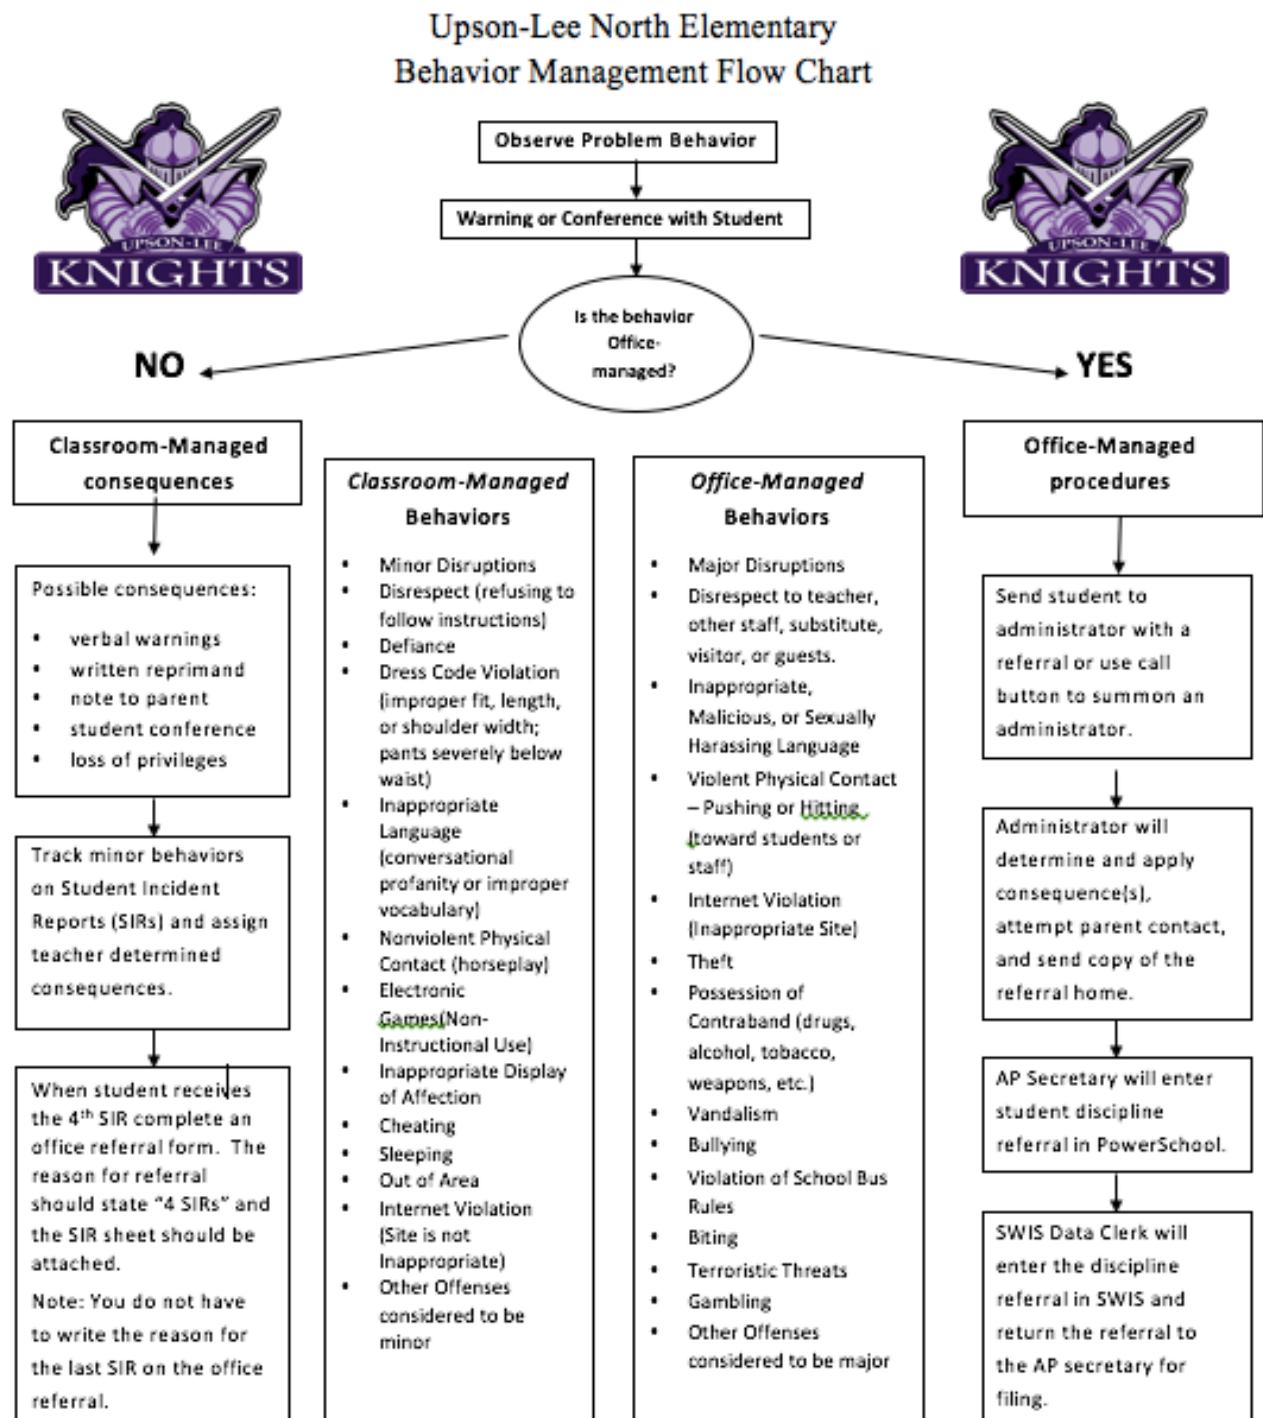 Upson-Lee North Elementary
Behavior Management Flow Chart
UPSON-LEE
KNIGHTS
UPSON-LEE
KNIGHTS
Observe Problem Behavior
Warning or Conference with Student
Is the behavior
Office-
managed?
NO
YES
Classroom-Managed
consequences
Possible consequences:
• verbal warnings
• written reprimand
• note to parent
• student conference
• loss of privileges
Track minor behaviors
on Student Incident
Reports (SIRs) and assign
teacher determined
consequences.
When student receives
the 4th SIR complete an
office referral form. The
reason for referral
should state “4 SIRs” and
the SIR sheet should be
attached.
Note: You do not have
to write the reason for
the last SIR on the office
referral.
Classroom-Managed
Behaviors
• Minor Disruptions
• Disrespect (refusing to
follow instructions)
• Defiance
• Dress Code Violation
(improper fit, length,
or shoulder width;
pants severely below
waist)
• Inappropriate
Language
(conversational
profanity or improper
vocabulary)
• Nonviolent Physical
Contact (horseplay)
• Electronic
Games(Non-
Instructional Use)
• Inappropriate Display
of Affection
• Cheating
• Sleeping
• Out of Area
• Internet Violation
(Site is not
Inappropriate)
• Other Offenses
considered to be
minor
Office-Managed
Behaviors
• Major Disruptions
• Disrespect to teacher,
other staff, substitute,
visitor, or guests.
• Inappropriate,
Malicious, or Sexually
Harassing Language
• Violent Physical Contact
– Pushing or Hitting
(toward students or
staff)
• Internet Violation
(Inappropriate Site)
• Theft
• Possession of
Contraband (drugs,
alcohol, tobacco,
weapons, etc.)
• Vandalism
• Bullying
• Violation of School Bus
Rules
• Biting
• Terroristic Threats
• Gambling
• Other Offenses
considered to be major
Office-Managed
procedures
Send student to
administrator with a
referral or use call
button to summon an
administrator.
Administrator will
determine and apply
consequence(s),
attempt parent contact,
and send copy of the
referral home.
AP Secretary will enter
student discipline
referral in PowerSchool.
SWIS Data Clerk will
enter the discipline
referral in SWIS and
return the referral to
the AP secretary for
filing.